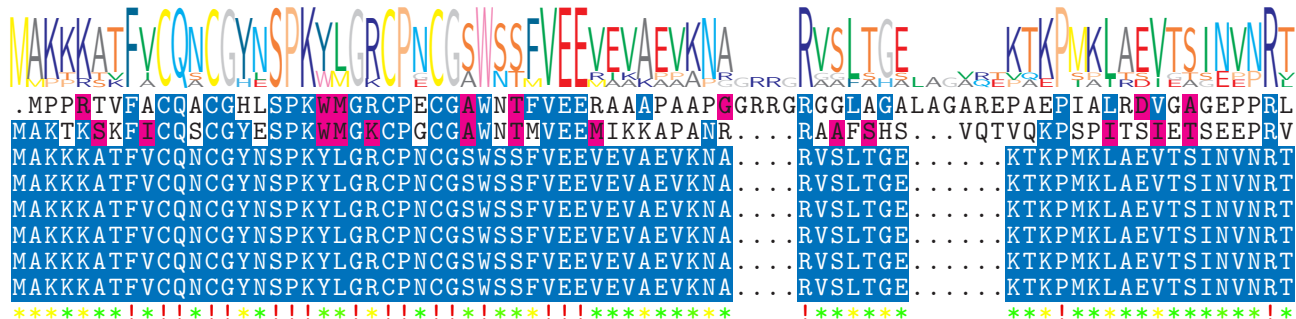 MAKKKATFVCQNCGYNSPKYLGRCPNCGSWSSFVEEVEVAEVKNAGRRGRVSLTGE
.MPPRTVFACQACGHLSPKWMGRCPECGAWNTFVEERAAAPAAPGGRRGRGGLAGALAGAREPAEPIALRDVGAGEPPRL
MAKTKSKFICQSCGYESPKWMGKCPGCGAWNTMVEEMIKKAPANR....RAAFSHS...VQTVQKPSPITSIETSEEPRV
MAKKKATFVCQNCGYNSPKYLGRCPNCGSWSSFVEEVEVAEVKNA....RVSLTGE......KTKPMKLAEVTSINVNRT
MAKKKATFVCQNCGYNSPKYLGRCPNCGSWSSFVEEVEVAEVKNA....RVSLTGE......KTKPMKLAEVTSINVNRT
MAKKKATFVCQNCGYNSPKYLGRCPNCGSWSSFVEEVEVAEVKNA....RVSLTGE......KTKPMKLAEVTSINVNRT
MAKKKATFVCQNCGYNSPKYLGRCPNCGSWSSFVEEVEVAEVKNA....RVSLTGE......KTKPMKLAEVTSINVNRT
MAKKKATFVCQNCGYNSPKYLGRCPNCGSWSSFVEEVEVAEVKNA....RVSLTGE......KTKPMKLAEVTSINVNRT
MAKKKATFVCQNCGYNSPKYLGRCPNCGSWSSFVEEVEVAEVKNA....RVSLTGE......KTKPMKLAEVTSINVNRT
*******!*!!*!!**!!!**!*!!*!!*!***!!!*********    !******      ***!************!*